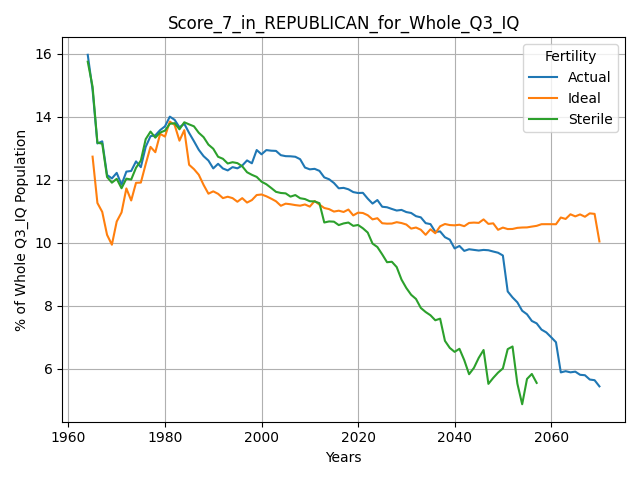 Score_7_in_REPUBLICAN_for_Whole_Q3_IQ
Fertility
Actual
Ideal
Sterile
% of Whole Q3_IQ Population
16
14
12
10
8
6
1960
1980
2000
2020
2040
2060
Years